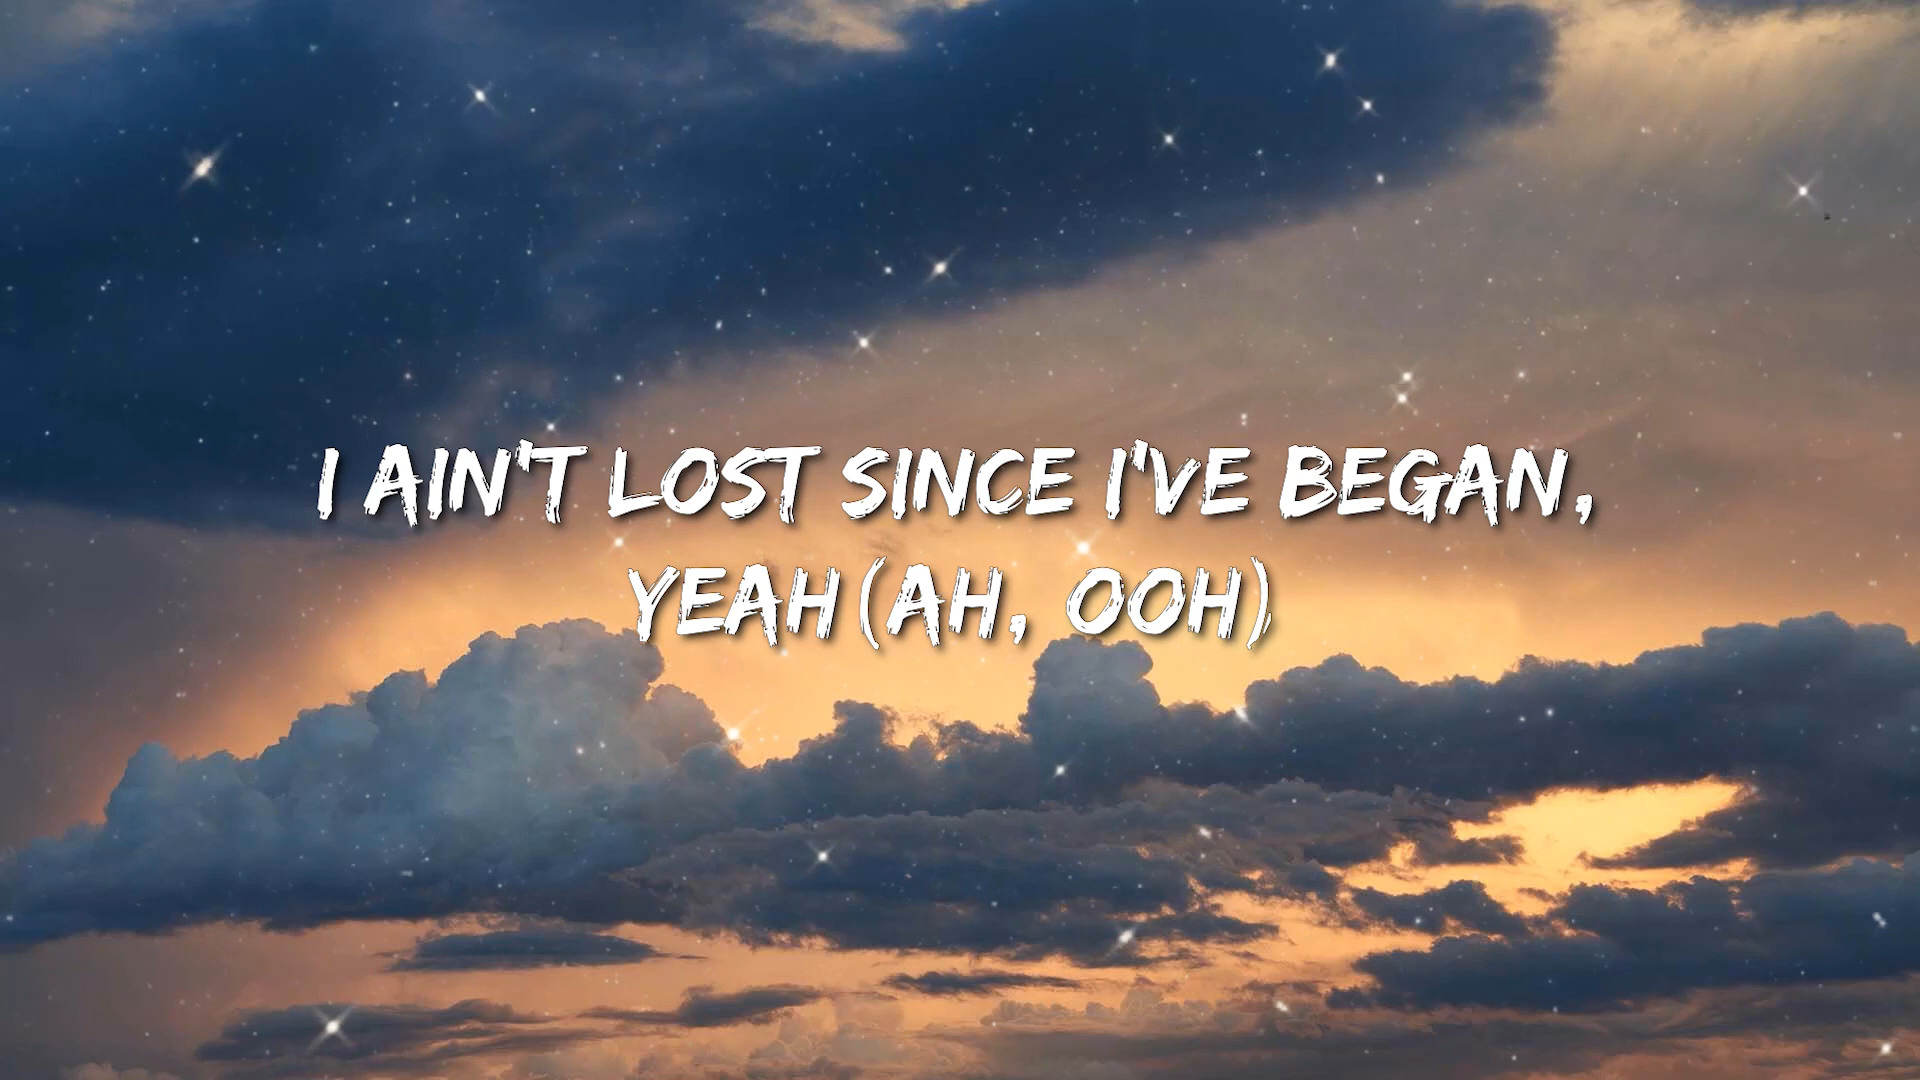 I AIN'T LOST SINCE I'VE BEGAN,
YEAH (AH, OOH)